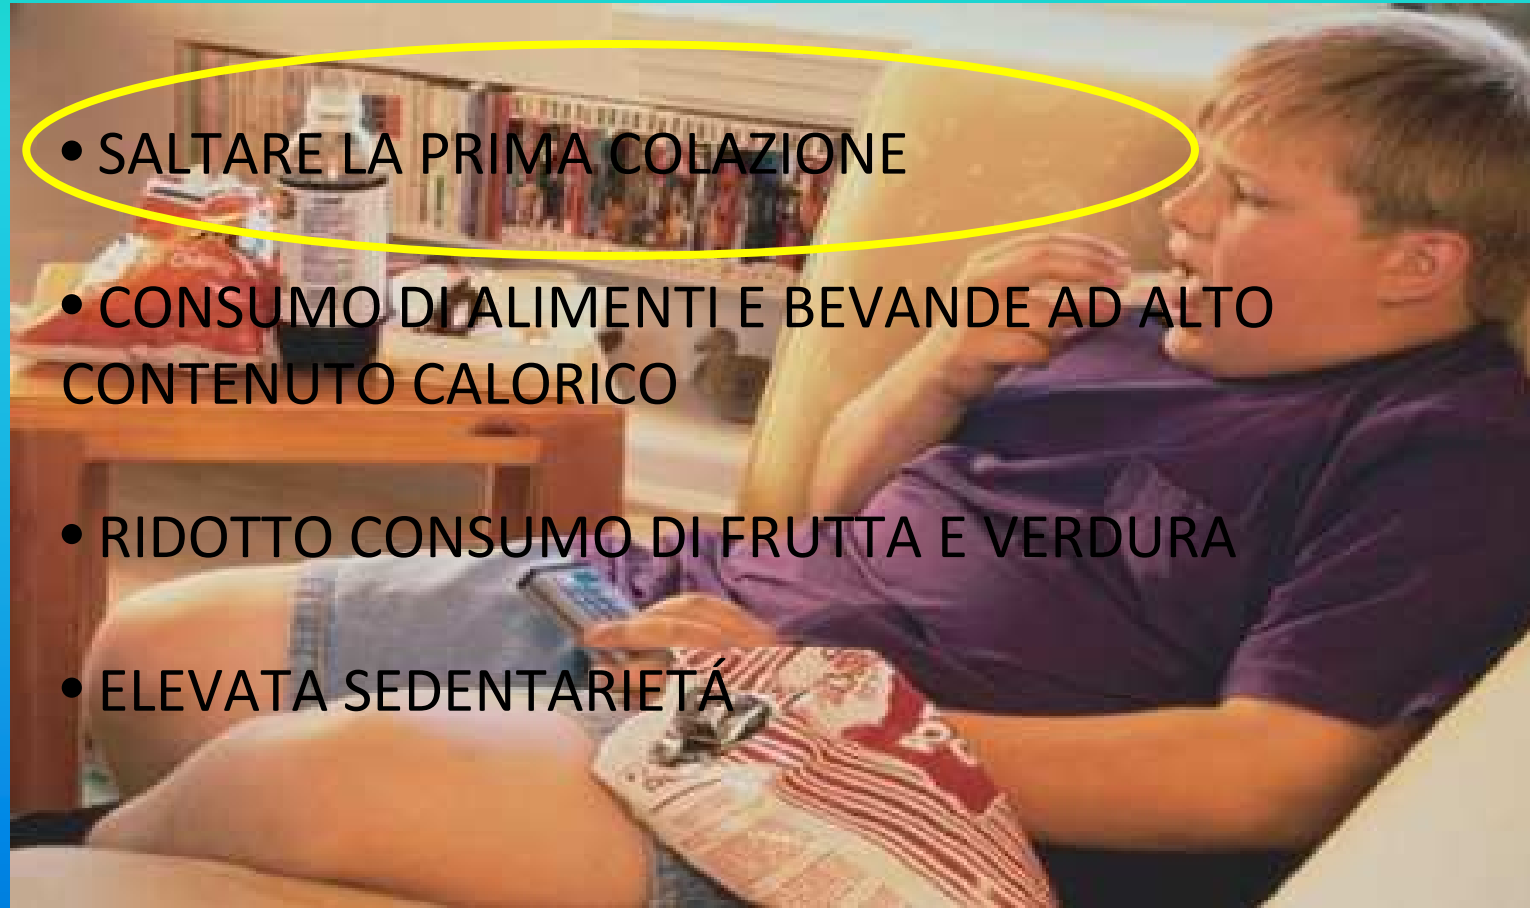 • SALTARE LA PRIMA COLAZIONE
• CONSUMO DI ALIMENTI E BEVANDE AD ALTO
CONTENUTO CALORICO
• RIDOTTO CONSUMO DI FRUTTA E VERDURA
• ELEVATA SEDENTARIETÁ